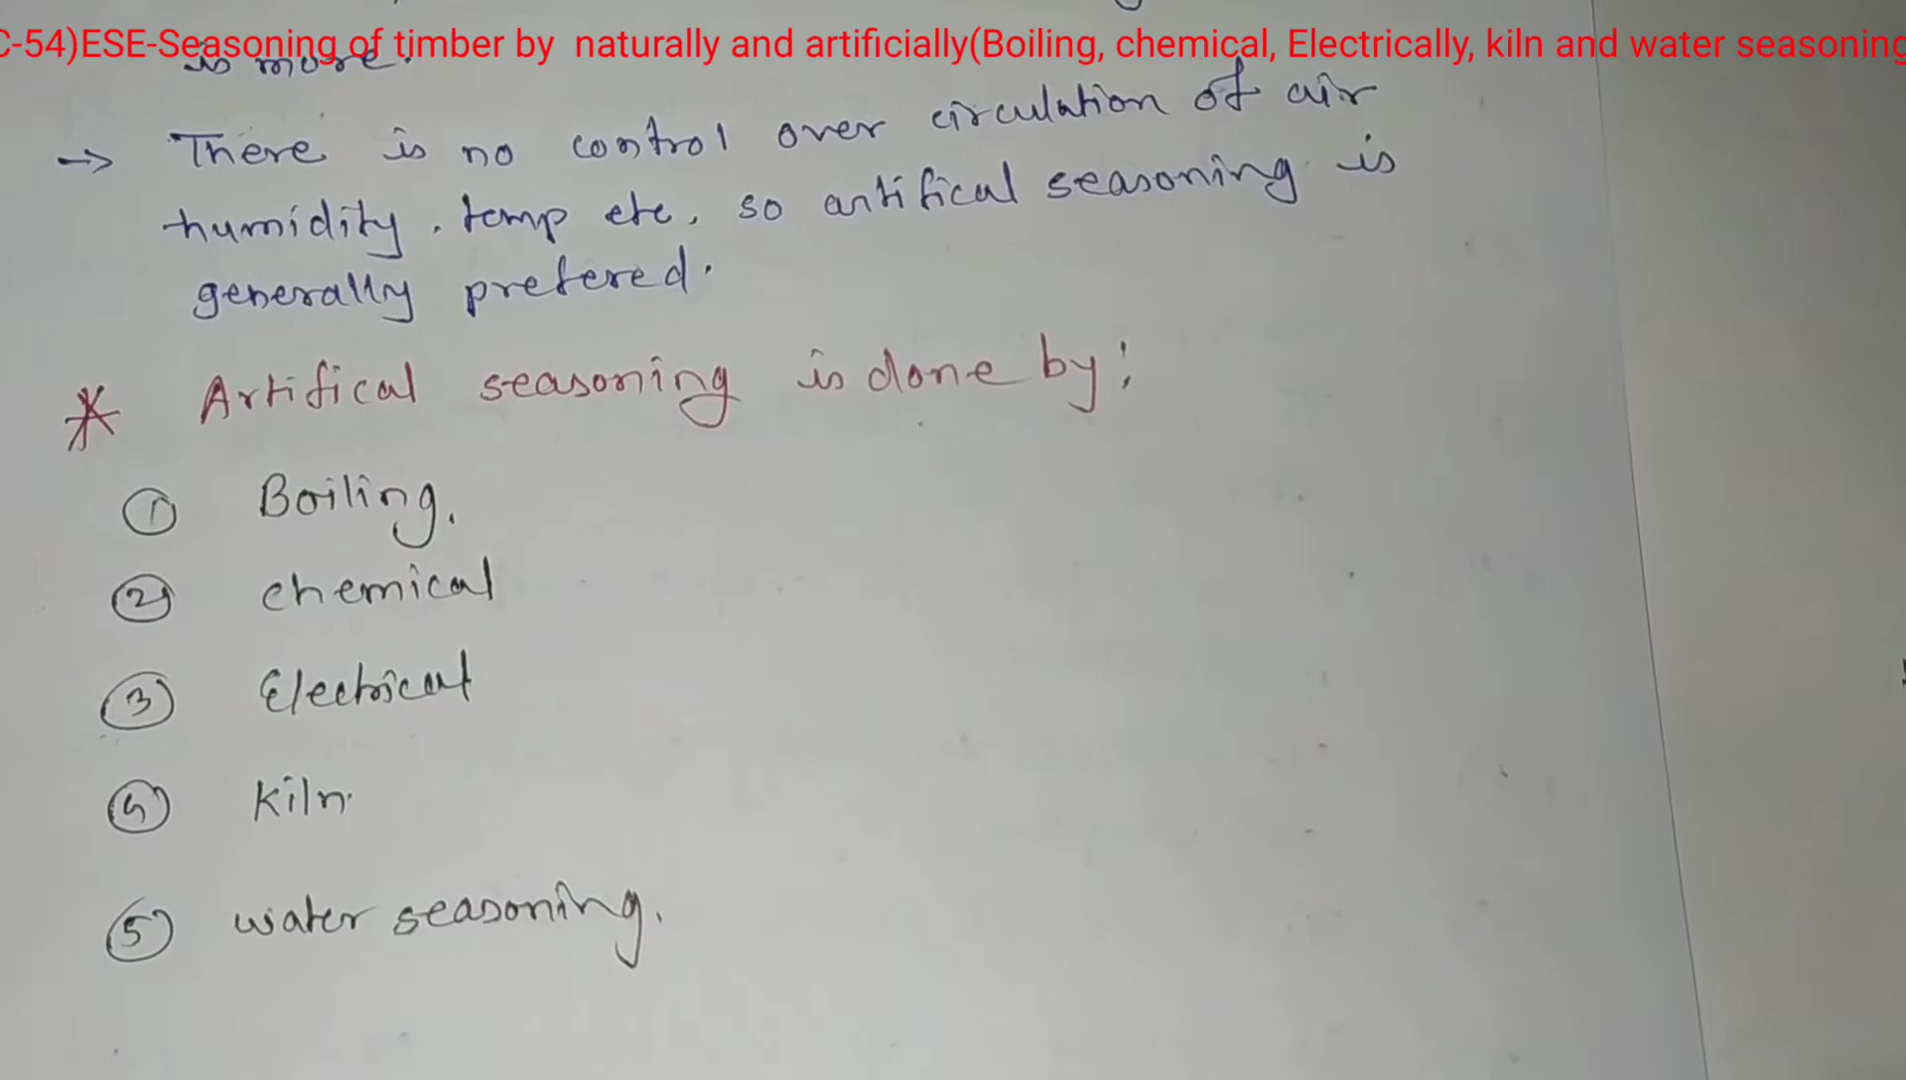 C-54)ESE-Seasoning of timber by naturally and artificially(Boiling, chemical, Electrically, kiln and water seasoning
is more.
→ There is no control over circulation of air
humidity, temp etc, so artifical seasoning is
generally prefered.
* Artifical seasoning is done by:
① Boiling.
② chemical
③ Electrical
④ Kiln.
⑤ water seasoning.